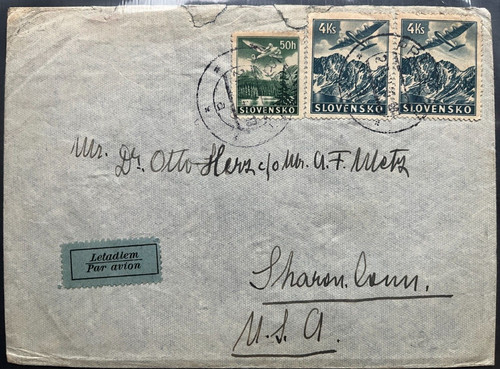 50h
SLOVENSKO
4Ks
SLOVENSKO
4Ks
SLOVENSKO
Mr. Dr. Otto Herz c/o Mr. A. F. Metz
Letadlem
Par avion
Sharon. Conn.
U.S.A.